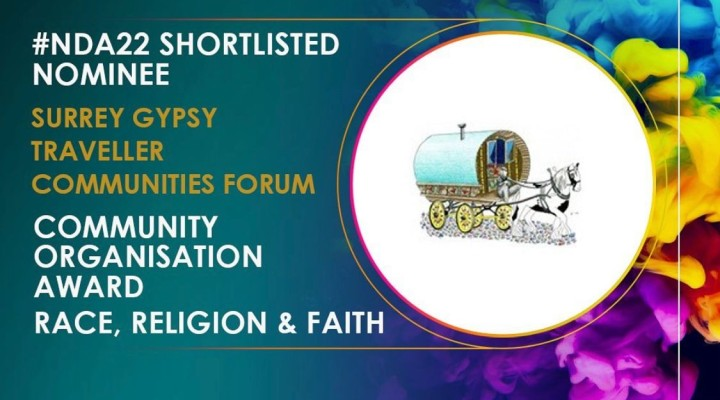 #NDA22 SHORTLISTED
NOMINEE
SURREY GYPSY
TRAVELLER
COMMUNITIES FORUM
COMMUNITY
ORGANISATION
AWARD
RACE, RELIGION & FAITH